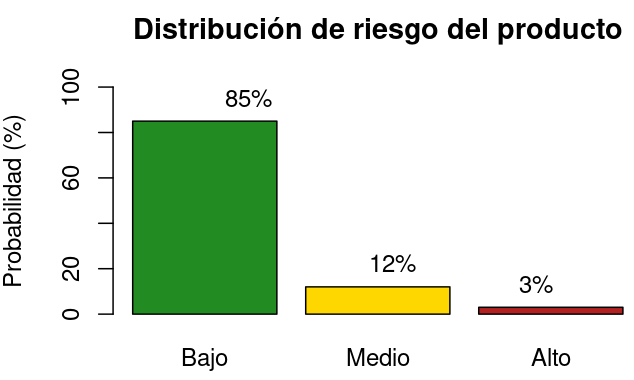 Distribución de riesgo del producto
Probabilidad (%)
100
60
20
0
85%
12%
3%
Bajo
Medio
Alto